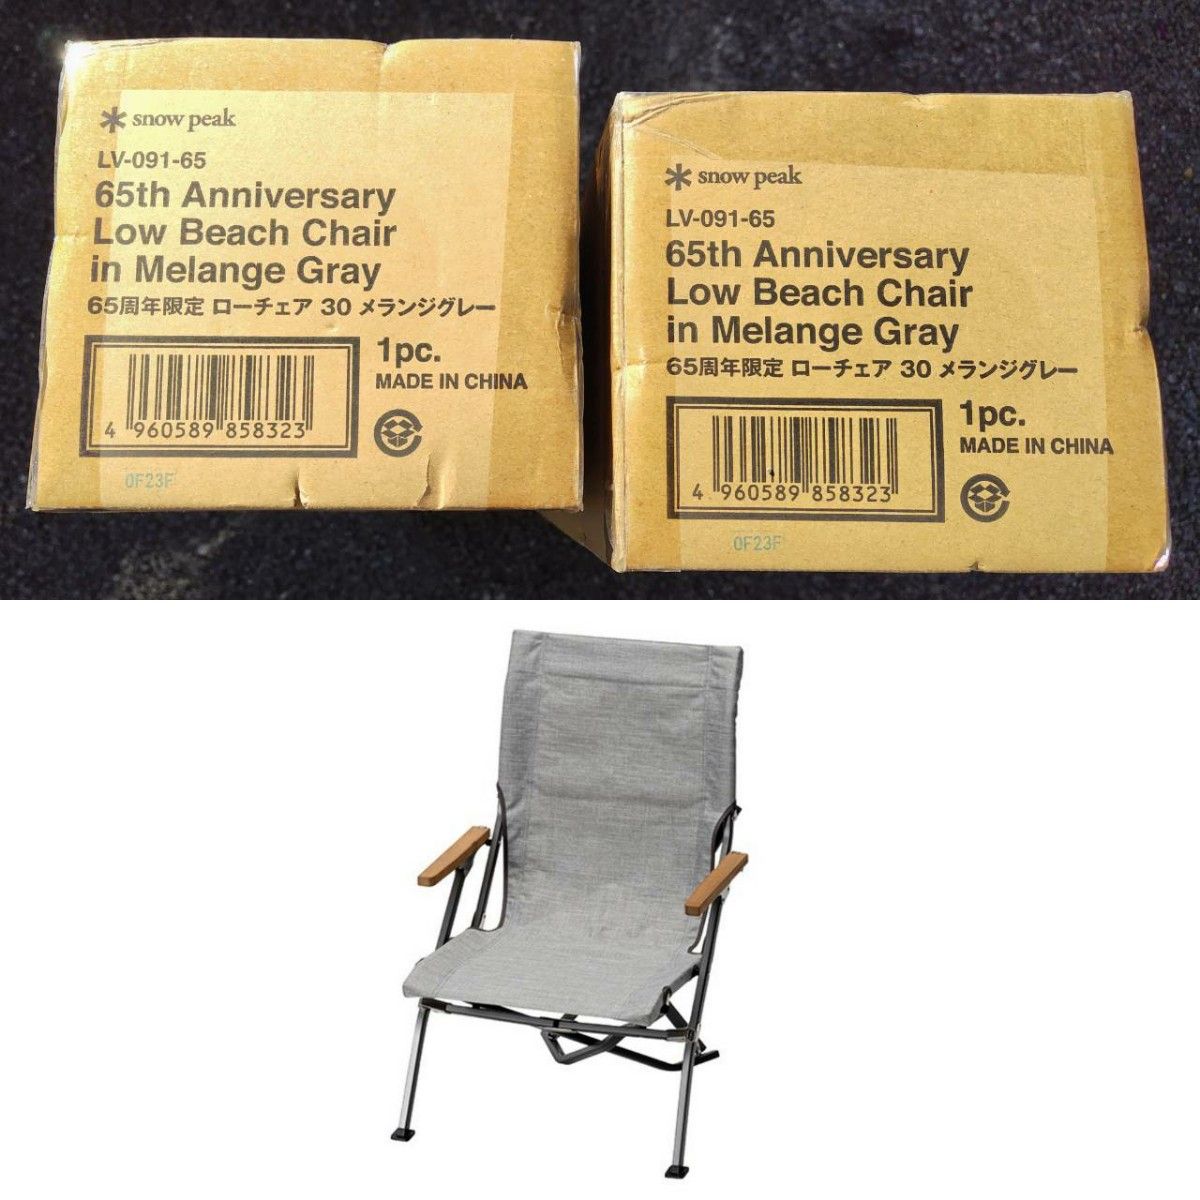 snow peak
LV-091-65
65th Anniversary
Low Beach Chair
in Melange Gray
65周年限定 ローチェア 30 メランジグレー
1pc.
MADE IN CHINA
4 960589 858323
0F23F
snow peak
LV-091-65
65th Anniversary
Low Beach Chair
in Melange Gray
65周年限定 ローチェア 30 メランジグレー
1pc.
MADE IN CHINA
4 960589 858323
0F23F